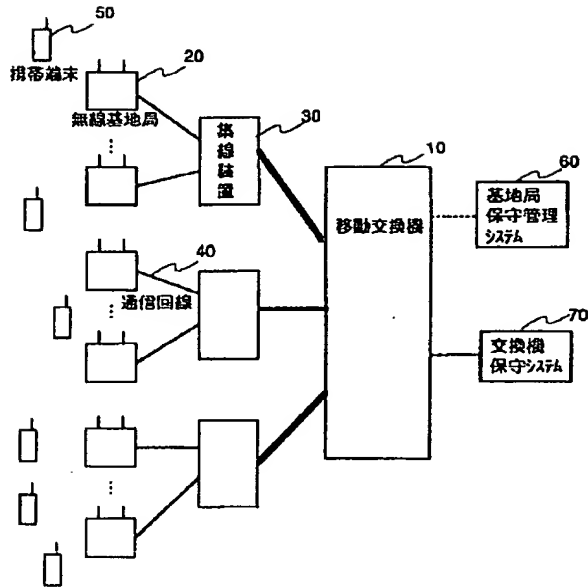 50
携帯端末
20
無線基地局
30
集線装置
10
移動交換機
60
基地局
保守管理
システム
40
通信回線
70
交換機
保守システム